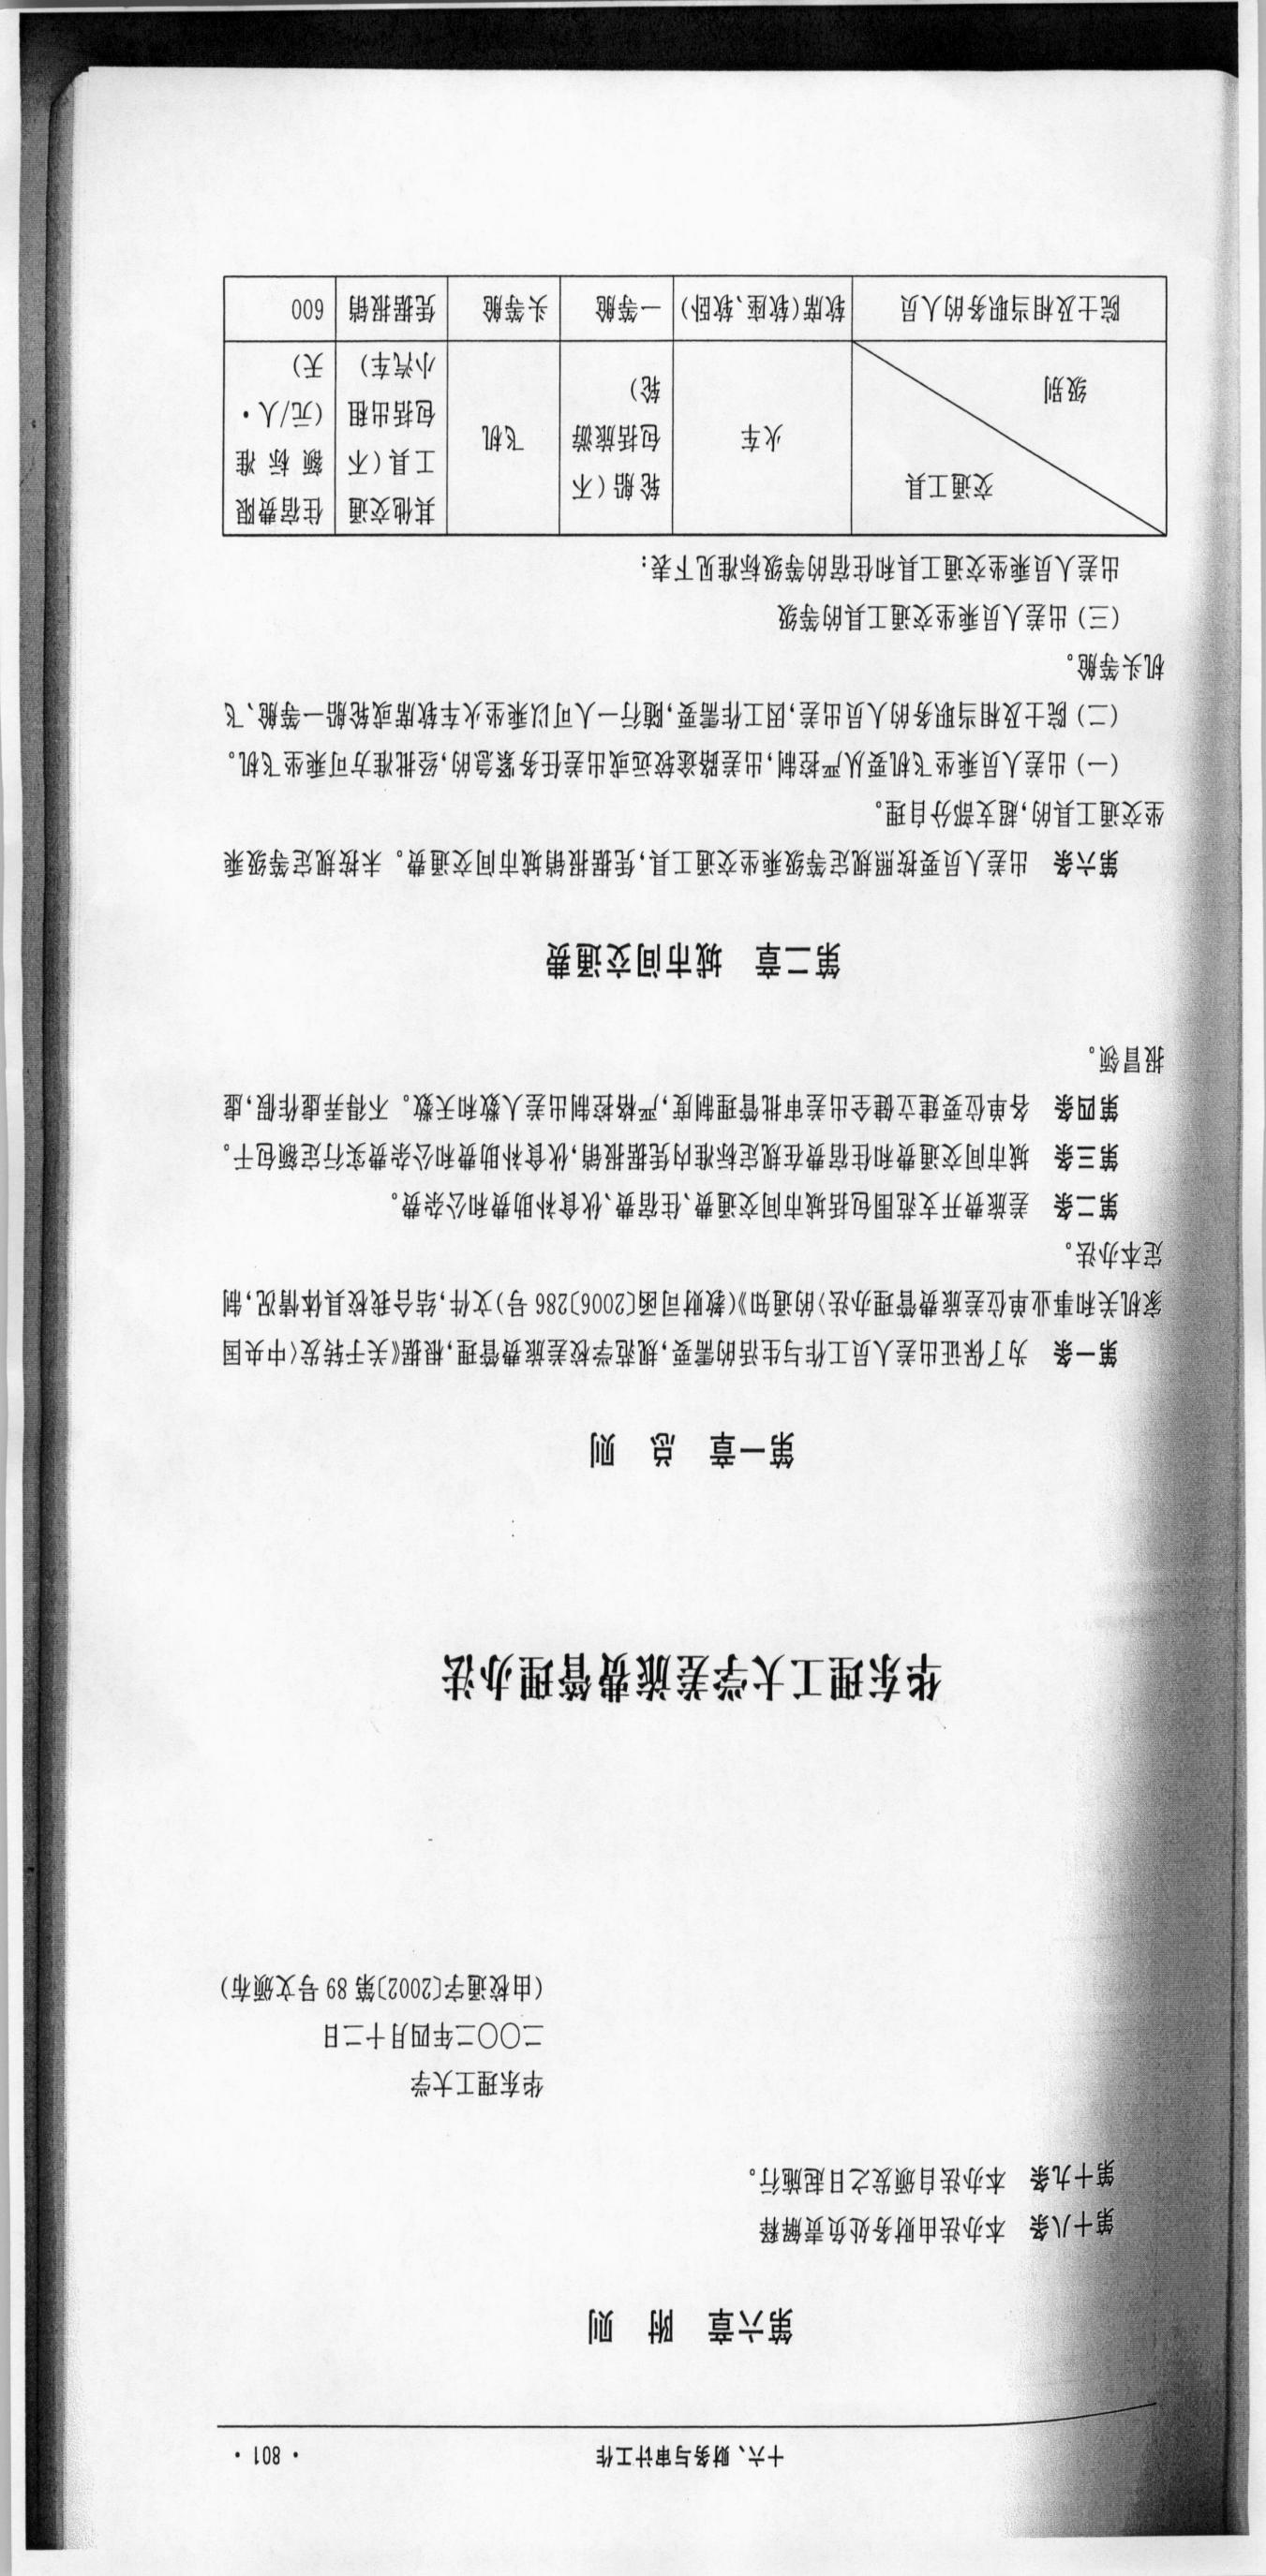 十六、财务与审计工作 · 801 ·
第六章 附 则
第十八条 本办法由财务处负责解释
第十九条 本办法自颁发之日起施行。
华东理工大学
二〇〇二年四月十二日
(由校通字〔2002〕第 89 号文颁布)
华东理工大学差旅费管理办法
第一章 总 则
第一条 为了保证出差人员工作与生活的需要,规范学校差旅费管理,根据《关于转发〈中央国
家机关和事业单位差旅费管理办法〉的通知》(教财司函〔2006〕286 号)文件,结合我校具体情况,制
定本办法。
第二条 差旅费开支范围包括城市间交通费、住宿费、伙食补助费和公杂费。
第三条 城市间交通费和住宿费在规定标准内凭据报销,伙食补助费和公杂费实行定额包干。
第四条 各单位要建立健全出差审批管理制度,严格控制出差人数和天数。不得弄虚作假,虚
报冒领。
第二章 城市间交通费
第六条 出差人员要按照规定等级乘坐交通工具,凭据报销城市间交通费。未按规定等级乘
坐交通工具的,超支部分自理。
(一) 出差人员乘坐飞机要从严控制,出差路途较远或出差任务紧急的,经批准方可乘坐飞机。
(二) 院士及相当职务的人员出差,因工作需要,随行一人可以乘坐火车软席或轮船一等舱、飞
机头等舱。
(三) 出差人员乘坐交通工具的等级
出差人员乘坐交通工具和住宿的等级标准见下表:
交通工具
级别
火车
轮船(不
包括旅游
轮)
飞机
其他交通
工具(不
包括出租
小汽车)
住宿费限
额标准
(元/人·
天)
院士及相当职务的人员 软席(软座、软卧) 一等舱 头等舱 凭据报销 600